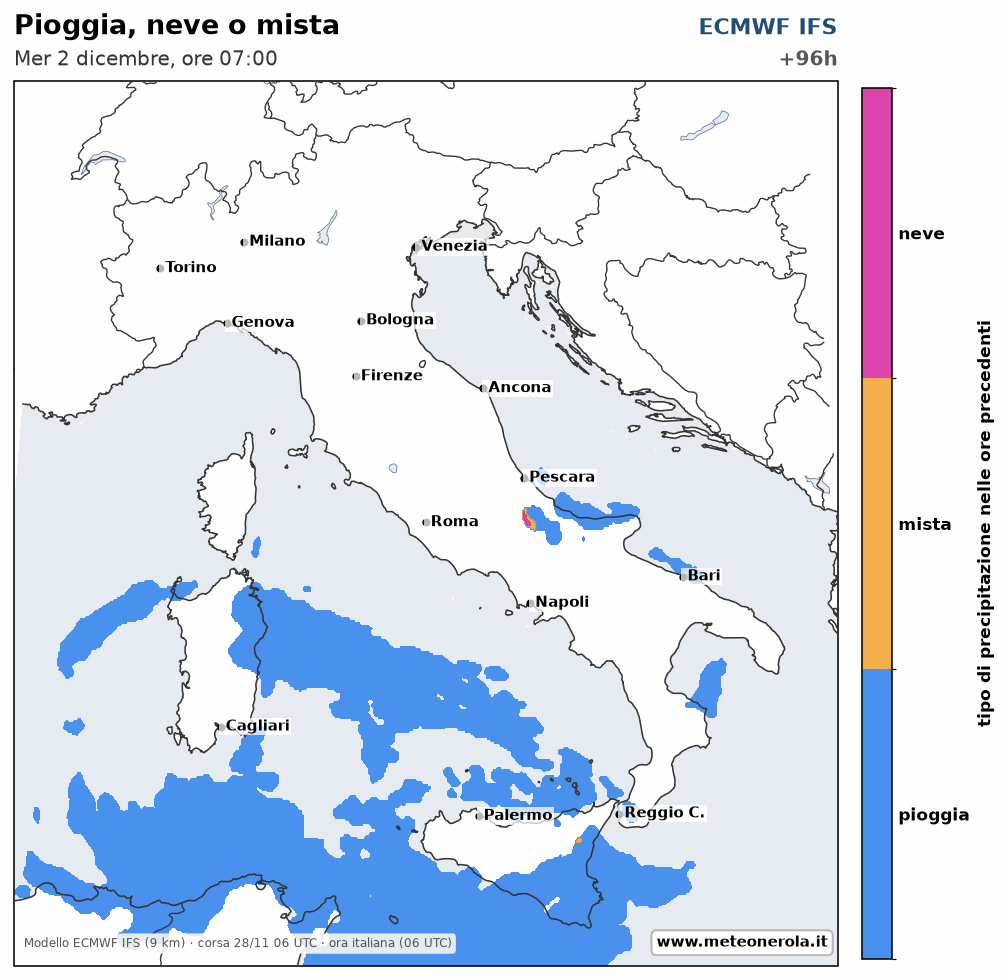 Pioggia, neve o mista
ECMWF IFS
Mer 2 dicembre, ore 07:00
+96h
neve
Milano
Venezia
Torino
Genova
Bologna
Firenze
Ancona
Pescara
mista
Roma
Bari
Napoli
Cagliari
Palermo
Reggio C.
pioggia
tipo di precipitazione nelle ore precedenti
Modello ECMWF IFS (9 km) · corsa 28/11 06 UTC · ora italiana (06 UTC)
www.meteonerola.it